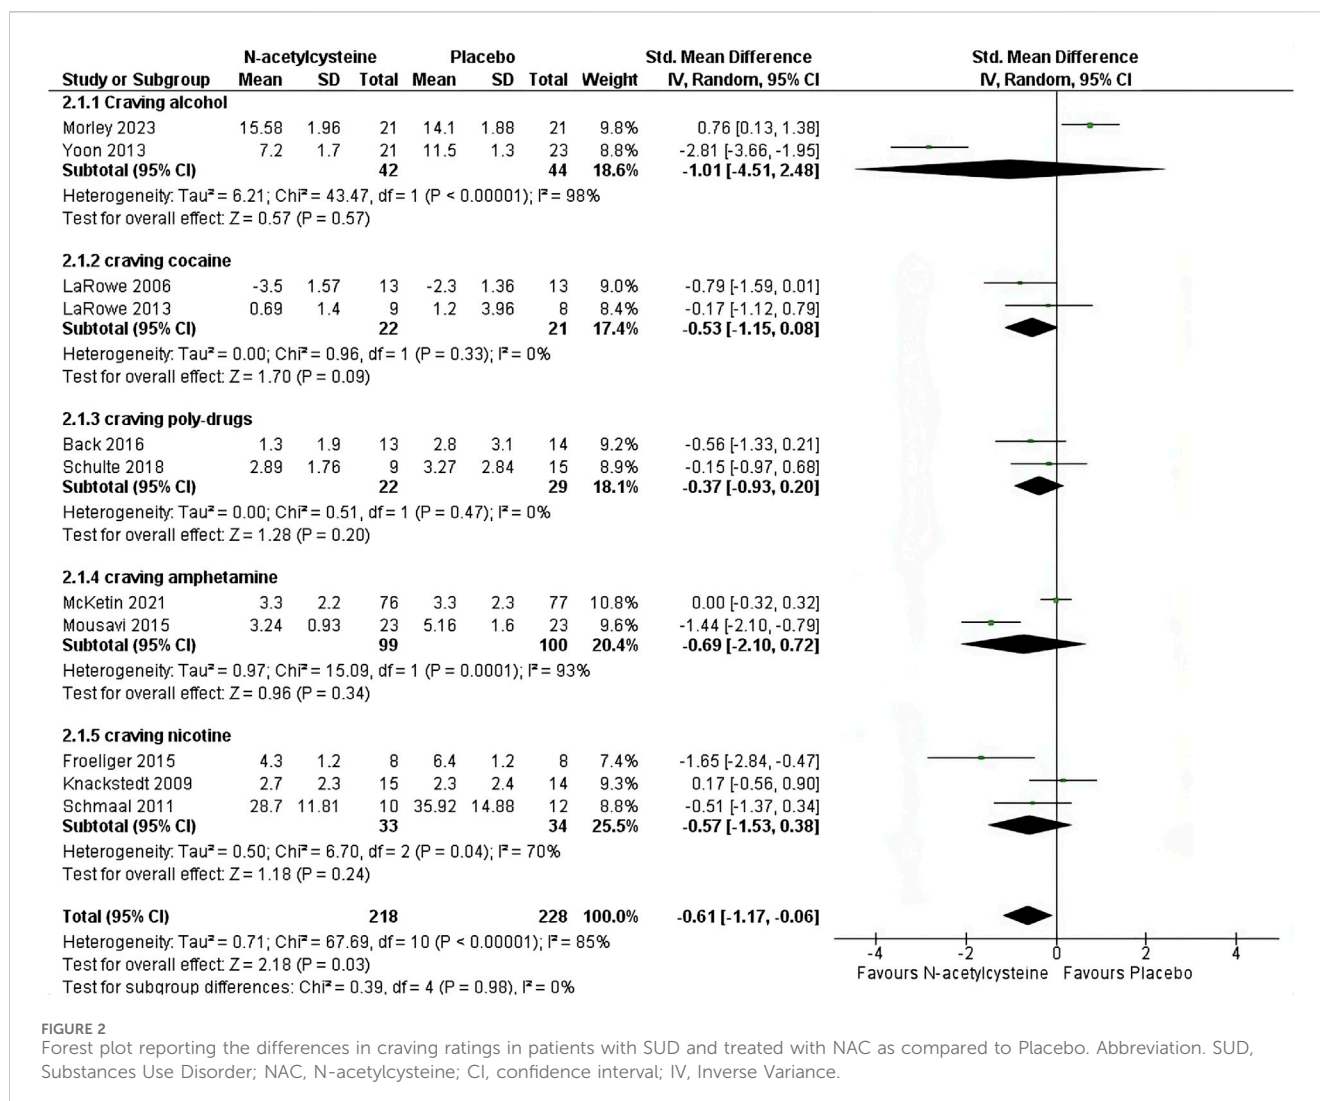 N-acetylcysteine Placebo Std. Mean Difference Std. Mean Difference
Study or Subgroup Mean SD Total Mean SD Total Weight IV, Random, 95% CI IV, Random, 95% CI
2.1.1 Craving alcohol
Morley 2023 15.58 1.96 21 14.1 1.88 21 9.8% 0.76 [0.13, 1.38]
Yoon 2013 7.2 1.7 21 11.5 1.3 23 8.8% -2.81 [-3.66, -1.95]
Subtotal (95% CI) 42 44 18.6% -1.01 [-4.51, 2.48]
Heterogeneity: Tau² = 6.21; Chi² = 43.47, df = 1 (P < 0.00001); I² = 98%
Test for overall effect: Z = 0.57 (P = 0.57)
2.1.2 craving cocaine
LaRowe 2006 -3.5 1.57 13 -2.3 1.36 13 9.0% -0.79 [-1.59, 0.01]
LaRowe 2013 0.69 1.4 9 1.2 3.96 8 8.4% -0.17 [-1.12, 0.79]
Subtotal (95% CI) 22 21 17.4% -0.53 [-1.15, 0.08]
Heterogeneity: Tau² = 0.00; Chi² = 0.96, df = 1 (P = 0.33); I² = 0%
Test for overall effect: Z = 1.70 (P = 0.09)
2.1.3 craving poly-drugs
Back 2016 1.3 1.9 13 2.8 3.1 14 9.2% -0.56 [-1.33, 0.21]
Schulte 2018 2.89 1.76 9 3.27 2.84 15 8.9% -0.15 [-0.97, 0.68]
Subtotal (95% CI) 22 29 18.1% -0.37 [-0.93, 0.20]
Heterogeneity: Tau² = 0.00; Chi² = 0.51, df = 1 (P = 0.47); I² = 0%
Test for overall effect: Z = 1.28 (P = 0.20)
2.1.4 craving amphetamine
McKetin 2021 3.3 2.2 76 3.3 2.3 77 10.8% 0.00 [-0.32, 0.32]
Mousavi 2015 3.24 0.93 23 5.16 1.6 23 9.6% -1.44 [-2.10, -0.79]
Subtotal (95% CI) 99 100 20.4% -0.69 [-2.10, 0.72]
Heterogeneity: Tau² = 0.97; Chi² = 15.09, df = 1 (P = 0.0001); I² = 93%
Test for overall effect: Z = 0.96 (P = 0.34)
2.1.5 craving nicotine
Froeliger 2015 4.3 1.2 8 6.4 1.2 8 7.4% -1.65 [-2.84, -0.47]
Knackstedt 2009 2.7 2.3 15 2.3 2.4 14 9.3% 0.17 [-0.56, 0.90]
Schmaal 2011 28.7 11.81 10 35.92 14.88 12 8.8% -0.51 [-1.37, 0.34]
Subtotal (95% CI) 33 34 25.5% -0.57 [-1.53, 0.38]
Heterogeneity: Tau² = 0.50; Chi² = 6.70, df = 2 (P = 0.04); I² = 70%
Test for overall effect: Z = 1.18 (P = 0.24)
Total (95% CI) 218 228 100.0% -0.61 [-1.17, -0.06]
Heterogeneity: Tau² = 0.71; Chi² = 67.69, df = 10 (P < 0.00001); I² = 85%
Test for overall effect: Z = 2.18 (P = 0.03)
Test for subgroup differences: Chi² = 0.39, df = 4 (P = 0.98), I² = 0%
-4 -2 0 2 4
Favours N-acetylcysteine Favours Placebo
FIGURE 2
Forest plot reporting the differences in craving ratings in patients with SUD and treated with NAC as compared to Placebo. Abbreviation. SUD,
Substances Use Disorder; NAC, N-acetylcysteine; CI, confidence interval; IV, Inverse Variance.